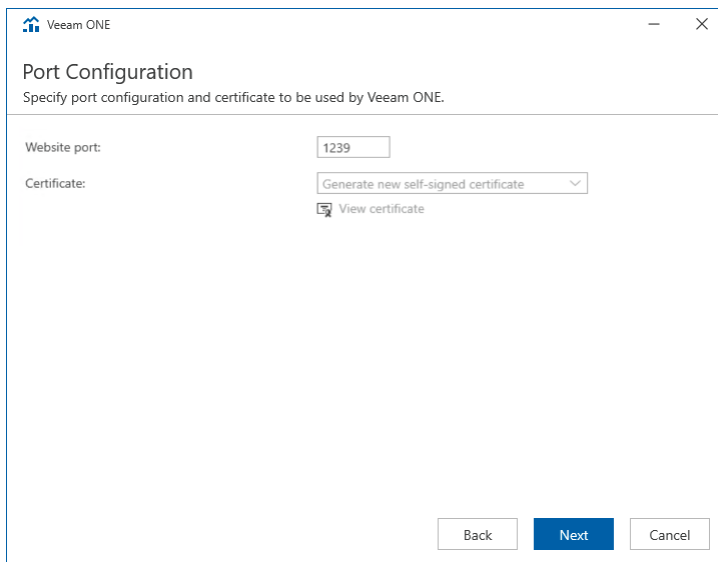 Veeam ONE
Port Configuration
Specify port configuration and certificate to be used by Veeam ONE.
Website port: 1239
Certificate: Generate new self-signed certificate
View certificate
Back Next Cancel